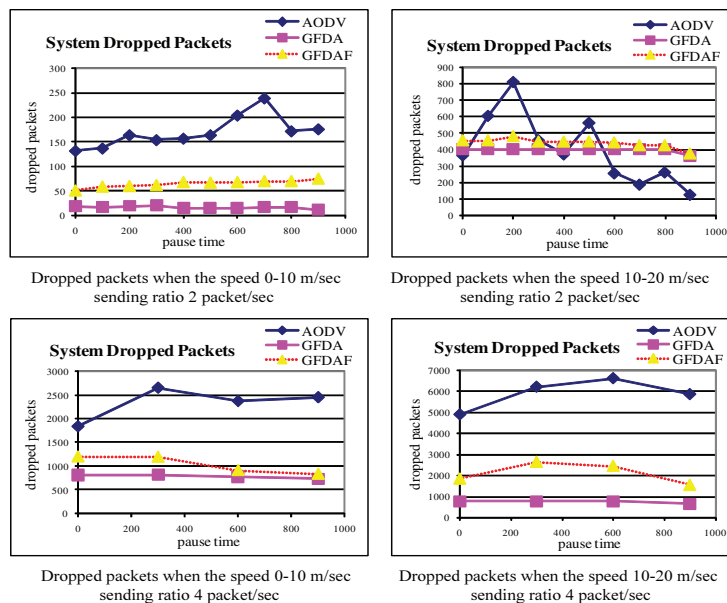 AODV
System Dropped Packets
GFDA
GFDAF
300
250
200
150
100
50
0
dropped packets
0 200 400 600 800 1000
pause time
Dropped packets when the speed 0-10 m/sec
sending ratio 2 packet/sec
AODV
System Dropped Packets
GFDA
GFDAF
900
800
700
600
500
400
300
200
100
0
dropped packets
0 200 400 600 800 1000
pause time
Dropped packets when the speed 10-20 m/sec
sending ratio 2 packet/sec
AODV
GFDA
System Dropped Packets
GFDAF
3000
2500
2000
1500
1000
500
0
dropped packets
0 200 400 600 800 1000
pause time
Dropped packets when the speed 0-10 m/sec
sending ratio 4 packet/sec
AODV
GFDA
System Dropped Packets
GFDAF
7000
6000
5000
4000
3000
2000
1000
0
dropped packets
0 200 400 600 800 1000
pause time
Dropped packets when the speed 10-20 m/sec
sending ratio 4 packet/sec